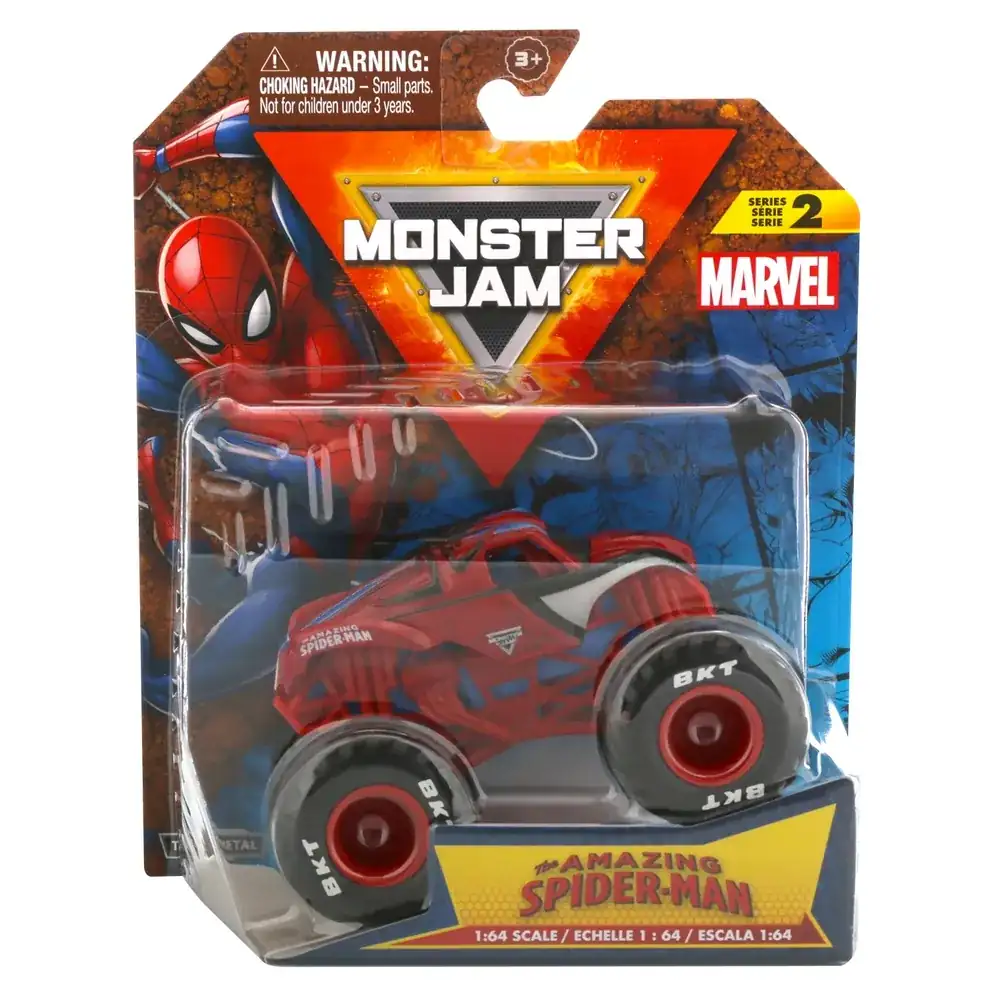 WARNING:
CHOKING HAZARD – Small parts.
Not for children under 3 years.
3+
MONSTER
JAM
SERIES
SÉRIE
SERIE
2
MARVEL
AMAZING
SPIDER-MAN
MONSTER
JAM
BKT
BKT
BKT
BKT
The AMAZING
SPIDER-MAN
1:64 SCALE / ECHELLE 1 : 64 / ESCALA 1:64